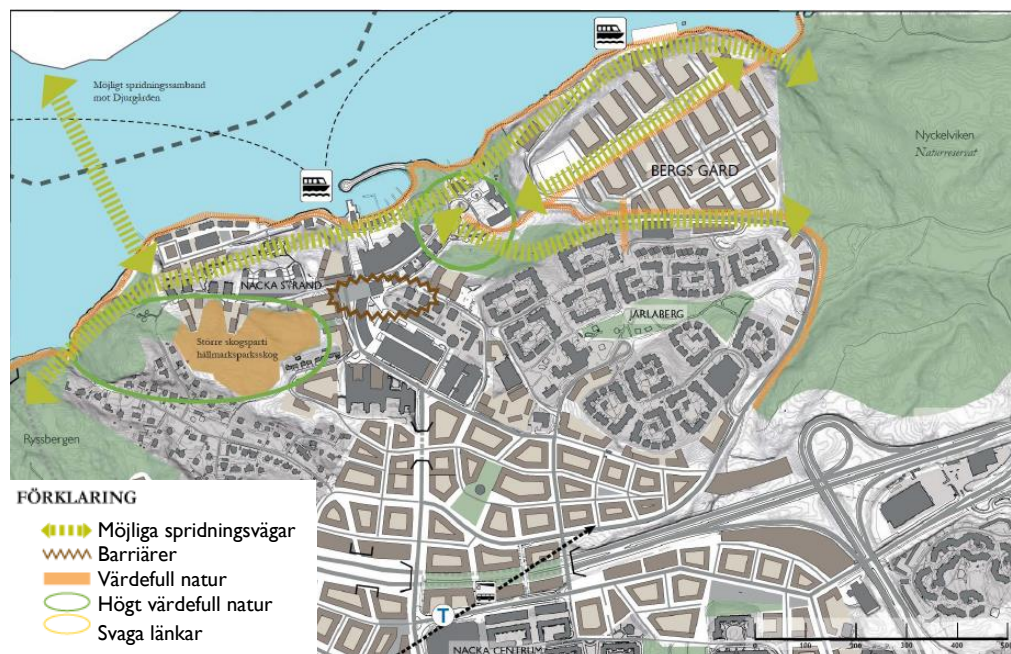 Möjligt spridningssamband
mot Djurgården
Nyckelviken
Naturreservat
BERGS GÅRD
NACKA STRAND
JARLABERG
Större skogsparti
hällmarksparksskog
Ryssbergen
FÖRKLARING
Möjliga spridningsvägar
Barriärer
Värdefull natur
Högt värdefull natur
Svaga länkar
T
NACKA CENTRUM
0 100 200 300 400 500